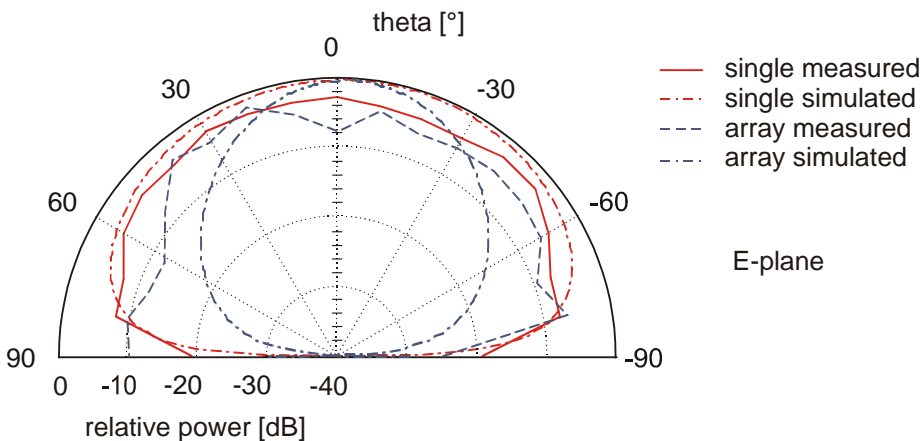 theta [°]
0
30
-30
60
-60
90
-90
0
-10
-20
-30
-40
relative power [dB]
single measured
single simulated
array measured
array simulated
E-plane